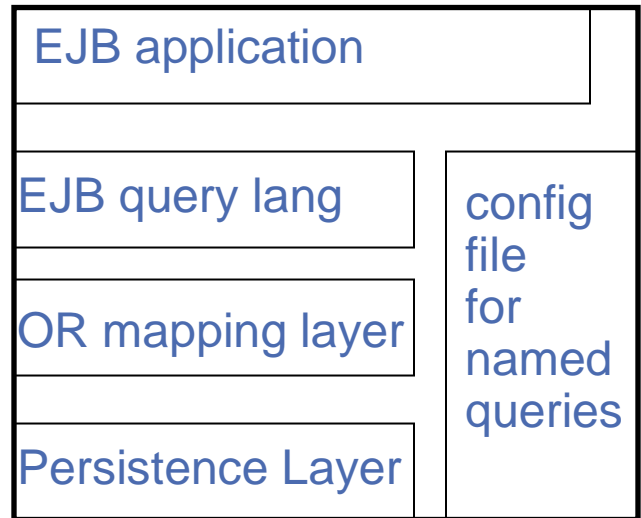 EJB application
EJB query lang
OR mapping layer
Persistence Layer
config
file
for
named
queries